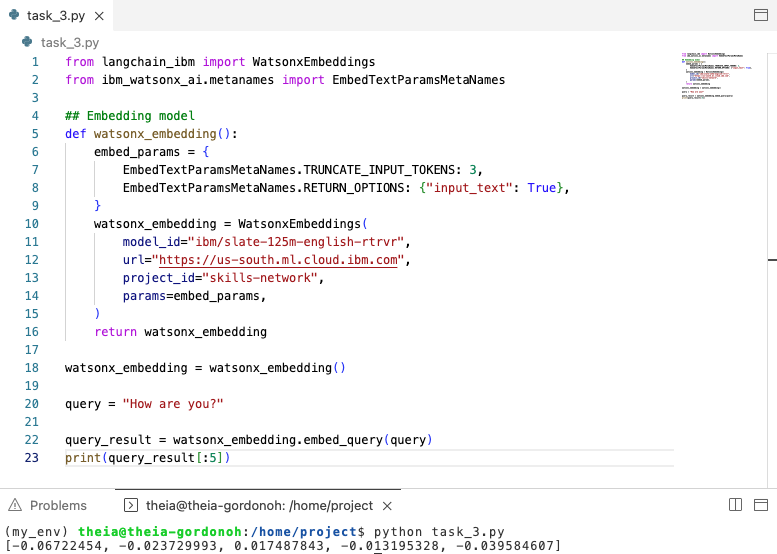 task_3.py
task_3.py
1 from langchain_ibm import WatsonxEmbeddings
2 from ibm_watsonx_ai.metanames import EmbedTextParamsMetaNames
3
4 ## Embedding model
5 def watsonx_embedding():
6     embed_params = {
7         EmbedTextParamsMetaNames.TRUNCATE_INPUT_TOKENS: 3,
8         EmbedTextParamsMetaNames.RETURN_OPTIONS: {"input_text": True},
9     }
10     watsonx_embedding = WatsonxEmbeddings(
11         model_id="ibm/slate-125m-english-rtrvr",
12         url="https://us-south.ml.cloud.ibm.com",
13         project_id="skills-network",
14         params=embed_params,
15     )
16     return watsonx_embedding
17
18 watsonx_embedding = watsonx_embedding()
19
20 query = "How are you?"
21
22 query_result = watsonx_embedding.embed_query(query)
23 print(query_result[:5])
Problems
theia@theia-gordonoh: /home/project
(my_env) theia@theia-gordonoh:/home/project$ python task_3.py
[-0.06722454, -0.023729993, 0.017487843, -0.013195328, -0.039584607]